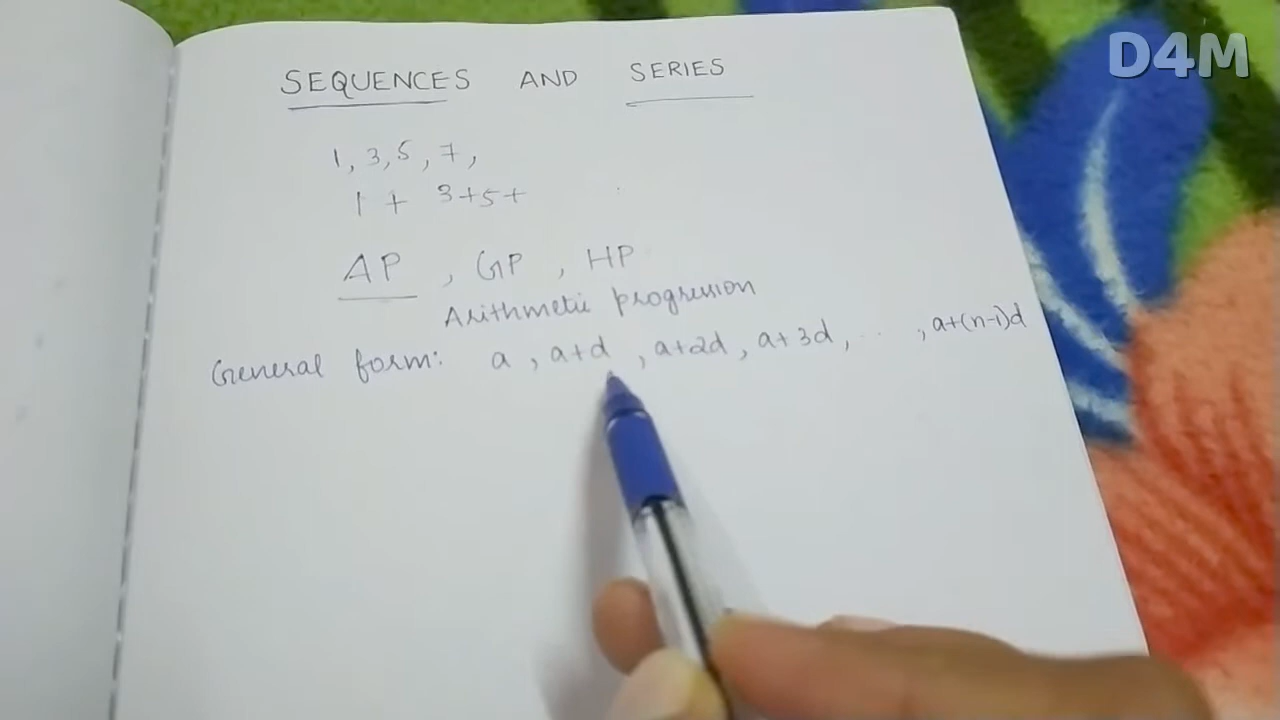 D4M
SEQUENCES AND SERIES
1, 3, 5, 7,
1 + 3+5+
AP, GP, HP
Arithmetic progression
General form: a, a+d, a+2d, a+3d, ..., a+(n-1)d